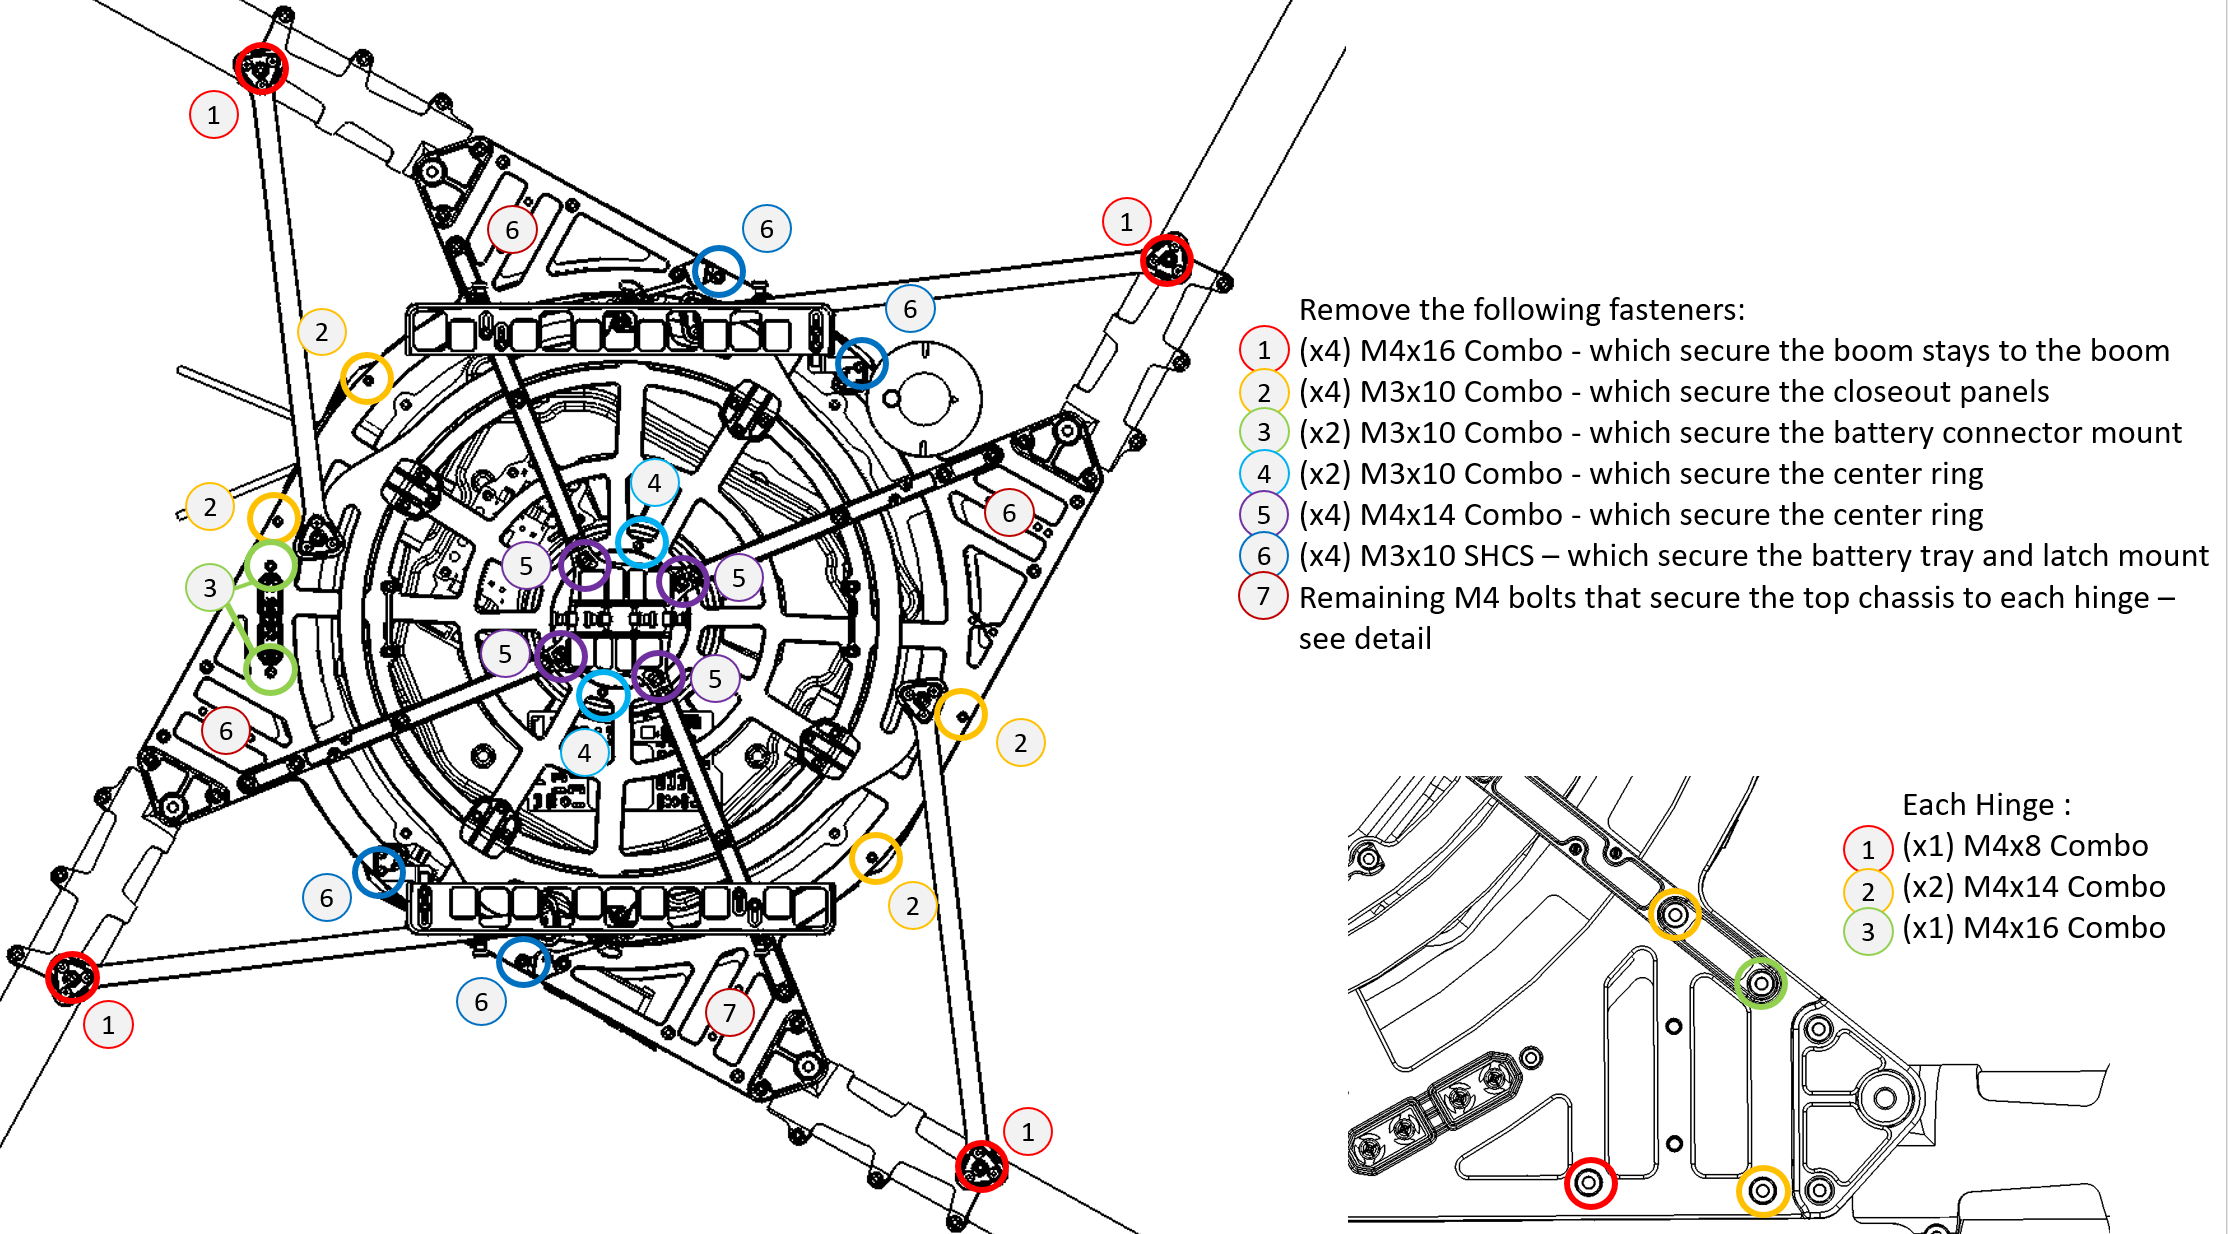 1
1
6
6
6
2
4
2
6
5
5
3
5
5
6
4
2
6
2
6
7
1
1
Remove the following fasteners:
1 (x4) M4x16 Combo - which secure the boom stays to the boom
2 (x4) M3x10 Combo - which secure the closeout panels
3 (x2) M3x10 Combo - which secure the battery connector mount
4 (x2) M3x10 Combo - which secure the center ring
5 (x4) M4x14 Combo - which secure the center ring
6 (x4) M3x10 SHCS – which secure the battery tray and latch mount
7 Remaining M4 bolts that secure the top chassis to each hinge –
see detail
Each Hinge :
1 (x1) M4x8 Combo
2 (x2) M4x14 Combo
3 (x1) M4x16 Combo